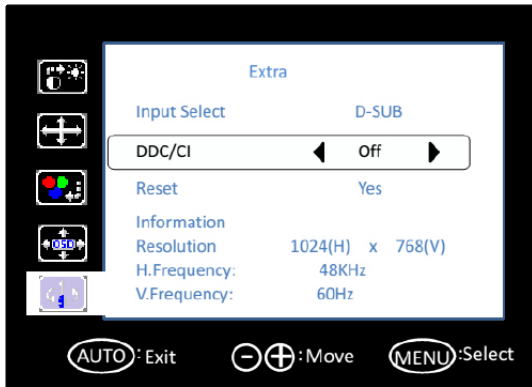 Extra
Input Select D-SUB
DDC/CI Off
Reset Yes
Information
Resolution 1024(H) x 768(V)
H.Frequency: 48KHz
V.Frequency: 60Hz
OSD
AUTO : Exit - + : Move MENU : Select